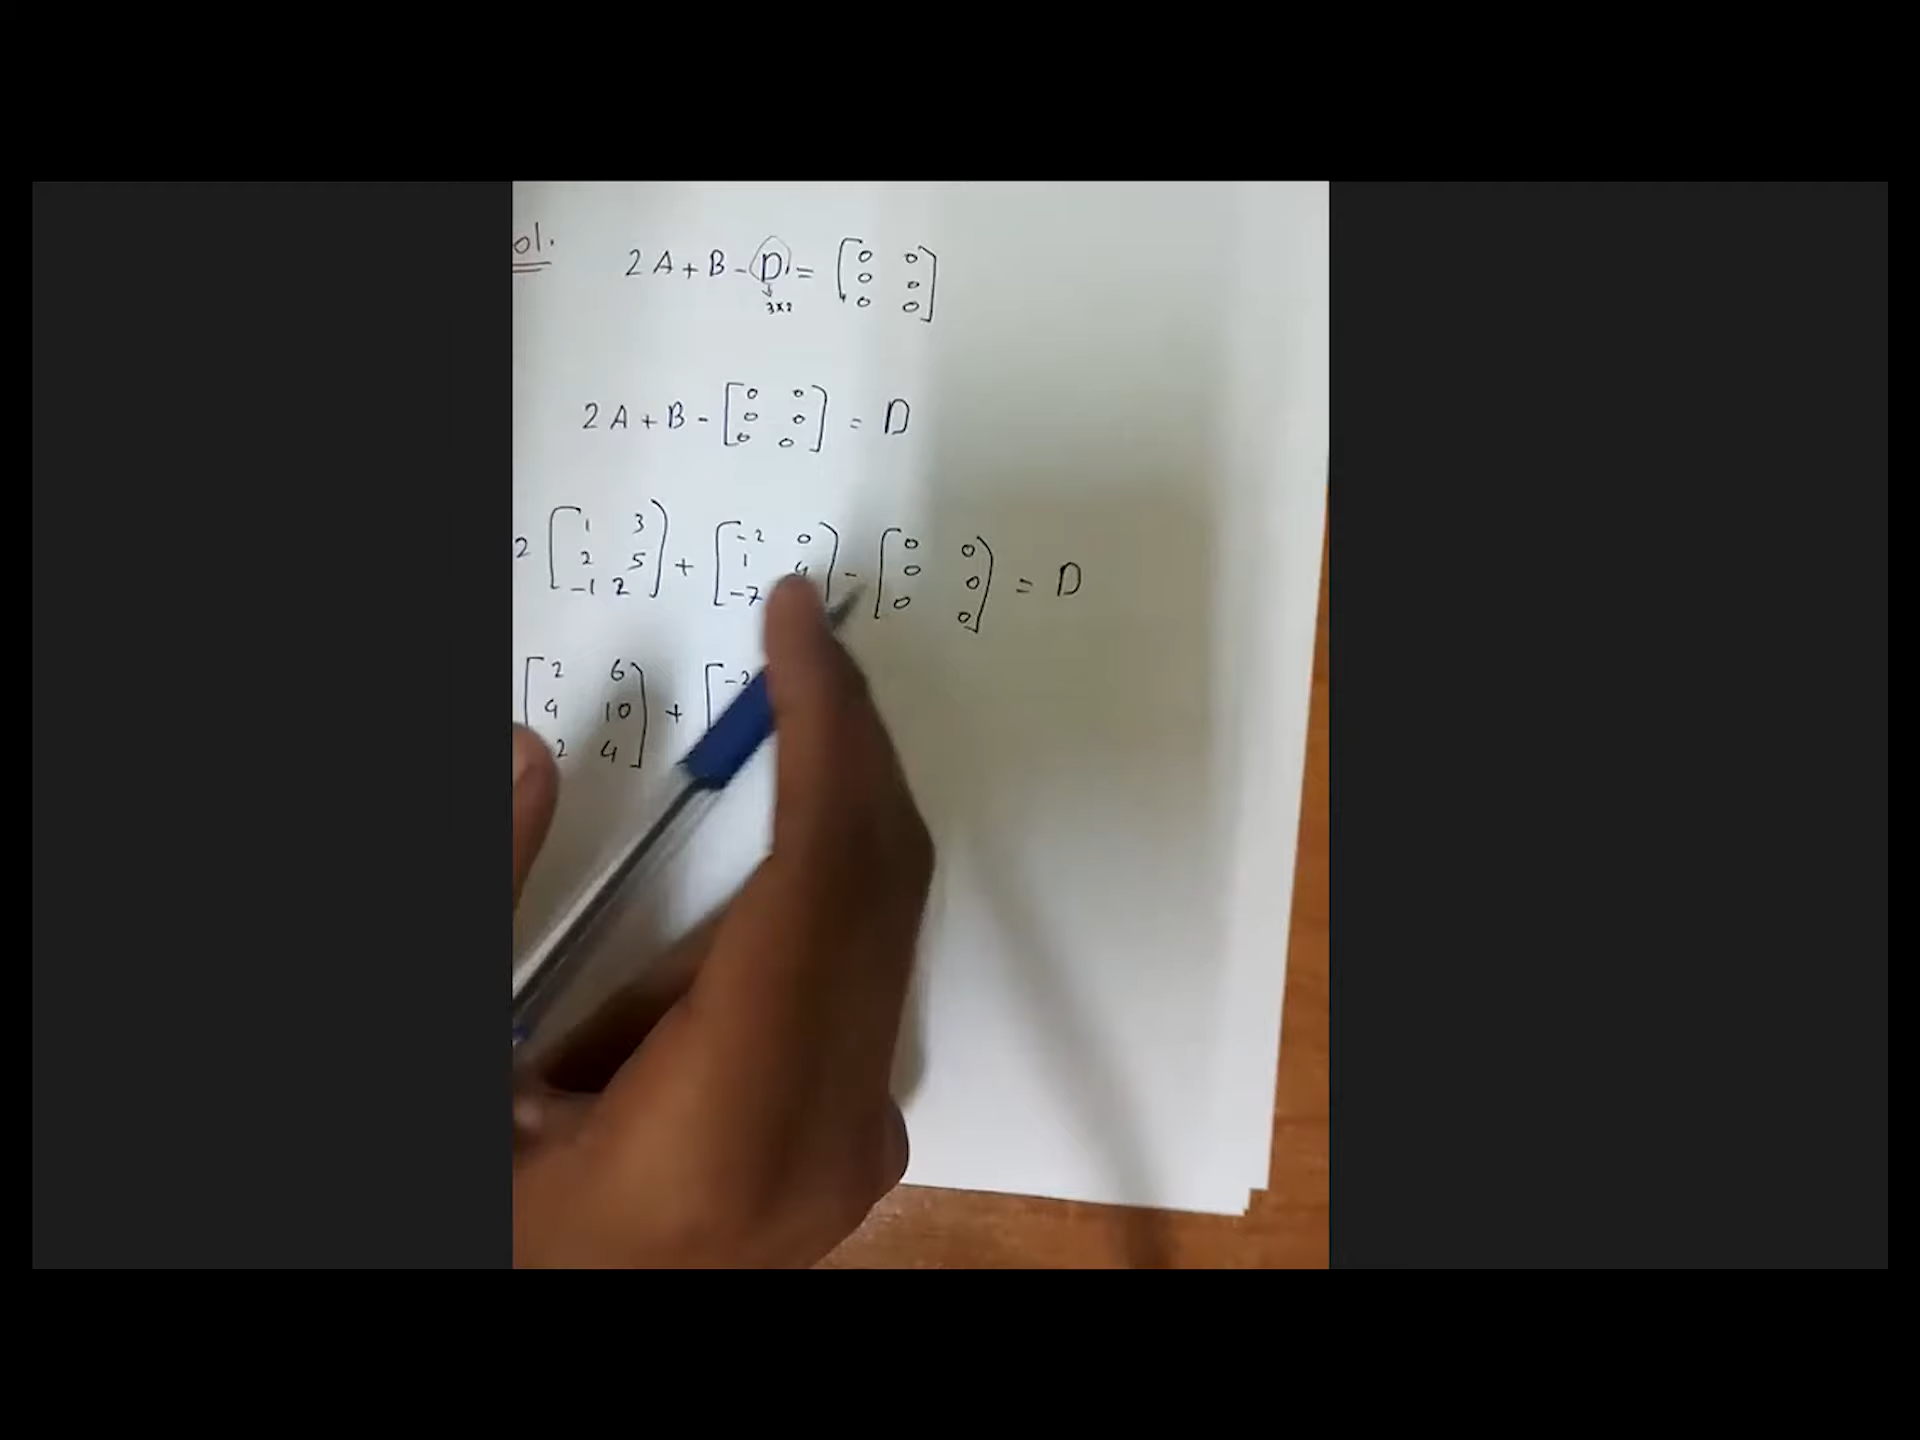 ol.
2A + B - D = [0 0
0 0
0 0]
3x2
2A + B - [0 0
0 0
0 0] = D
2 [1 3
2 5
-1 2] + [-2 0
1 4
-7] - [0 0
0 0
0 0] = D
[2 6
4 10
2 4] + [-2